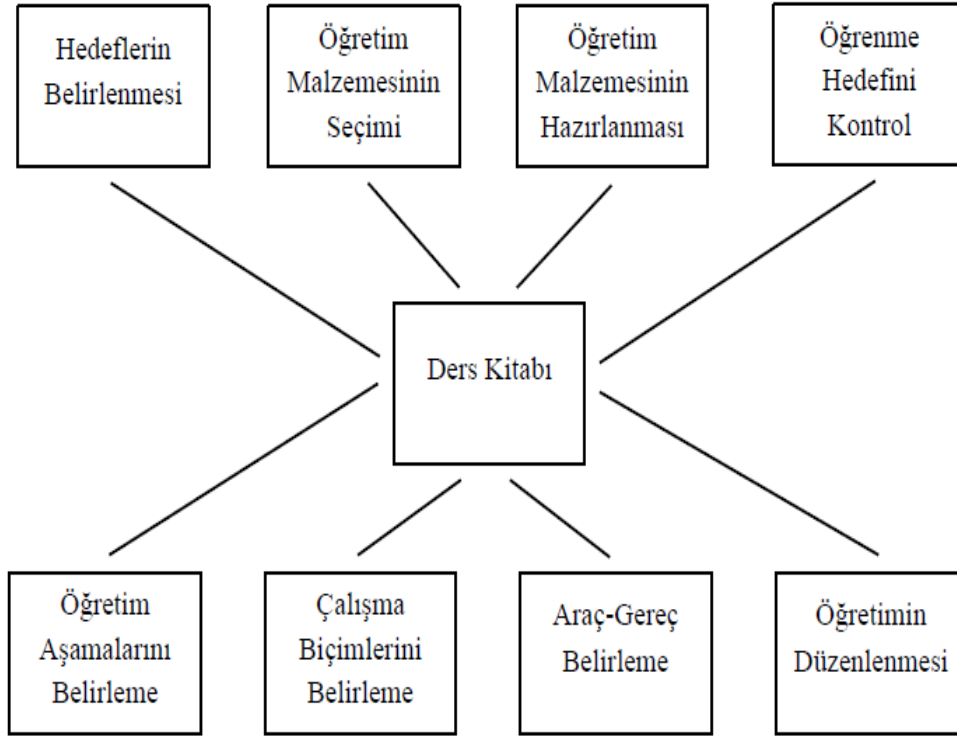 Hedeflerin
Belirlenmesi
Öğretim
Malzemesinin
Seçimi
Öğretim
Malzemesinin
Hazırlanması
Öğrenme
Hedefini
Kontrol
Ders Kitabı
Öğretim
Aşamalarını
Belirleme
Çalışma
Biçimlerini
Belirleme
Araç-Gereç
Belirleme
Öğretimin
Düzenlenmesi